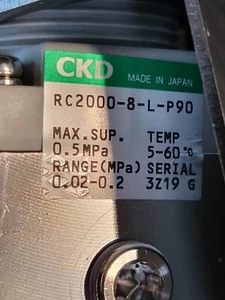 CKD MADE IN JAPAN
RC2000-8-L-P90
MAX.SUP. TEMP
0.5MPa 5-60℃
RANGE(MPa) SERIAL
0.02-0.2 3Z19 G